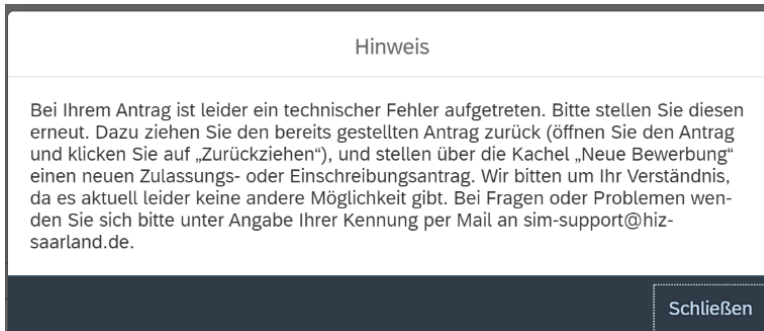 Hinweis
Bei Ihrem Antrag ist leider ein technischer Fehler aufgetreten. Bitte stellen Sie diesen
erneut. Dazu ziehen Sie den bereits gestellten Antrag zurück (öffnen Sie den Antrag
und klicken Sie auf „Zurückziehen“), und stellen über die Kachel „Neue Bewerbung“
einen neuen Zulassungs- oder Einschreibungsantrag. Wir bitten um Ihr Verständnis,
da es aktuell leider keine andere Möglichkeit gibt. Bei Fragen oder Problemen wen-
den Sie sich bitte unter Angabe Ihrer Kennung per Mail an sim-support@hiz-
saarland.de.
Schließen